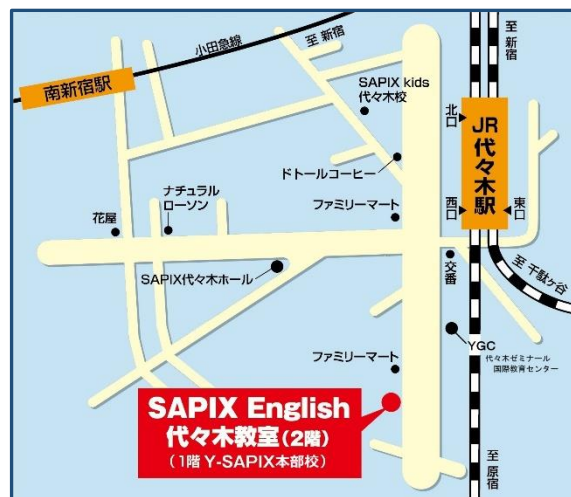 小田急線
至 新宿
至 新宿
南新宿駅
SAPIX kids
代々木校
北口
JR代々木駅
ドトールコーヒー
ナチュラル
ローソン
花屋
ファミリーマート
西口
東口
SAPIX代々木ホール
交番
至 千駄ヶ谷
YGC
代々木ゼミナール
国際教育センター
ファミリーマート
SAPIX English
代々木教室(2階)
(1階 Y-SAPIX本部校)
至 原宿